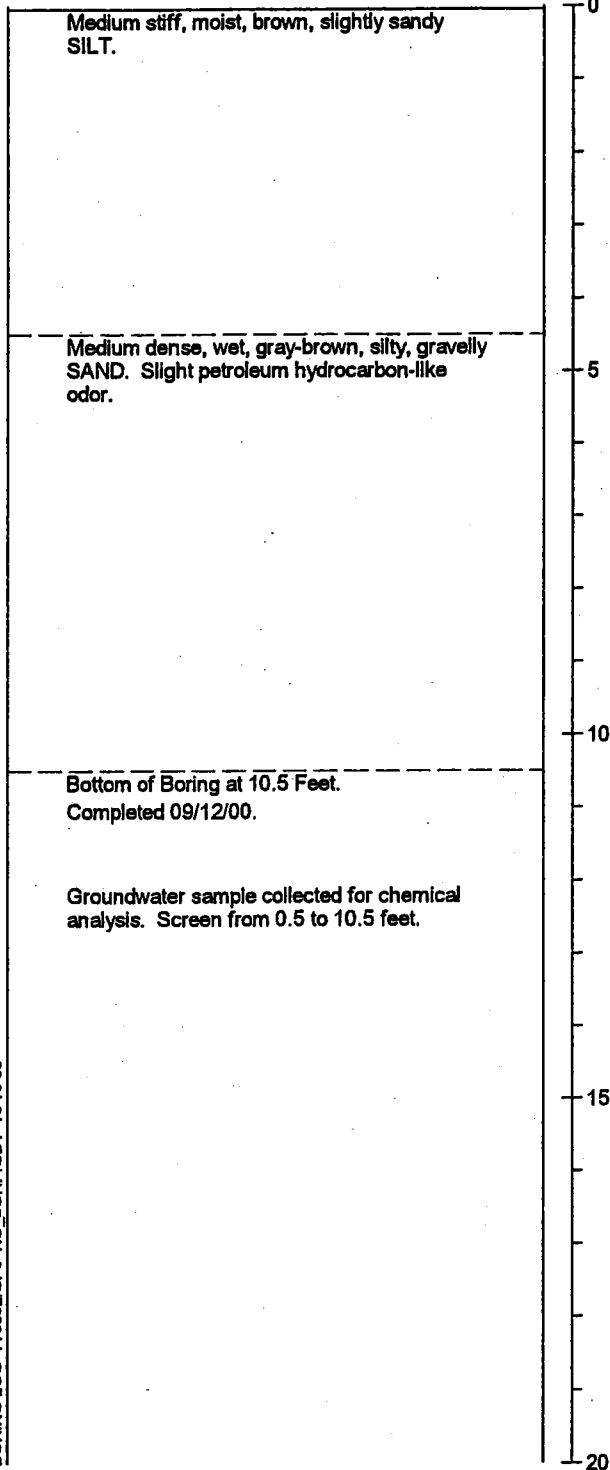 0
Medium stiff, moist, brown, slightly sandy
SILT.
Medium dense, wet, gray-brown, silty, gravelly
SAND. Slight petroleum hydrocarbon-like
odor.
5
10
Bottom of Boring at 10.5 Feet.
Completed 09/12/00.
Groundwater sample collected for chemical
analysis. Screen from 0.5 to 10.5 feet.
15
20